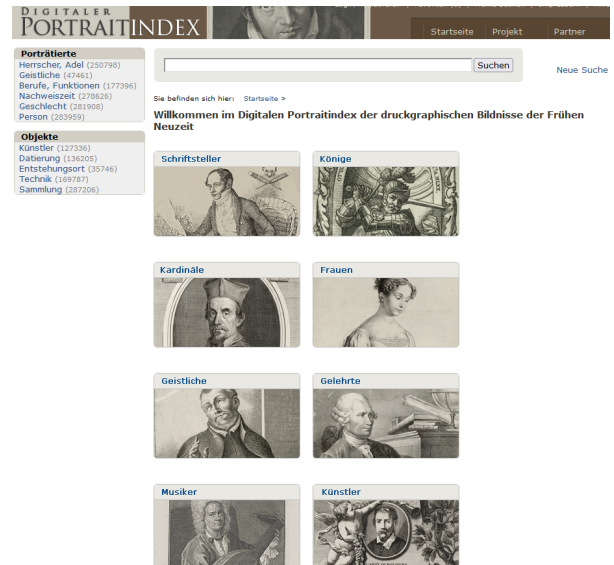 DIGITALER
PORTRAITINDEX
Startseite Projekt Partner
Porträtierte
Herrscher, Adel (250798)
Geistliche (47461)
Berufe, Funktionen (177396)
Nachweiszeit (278626)
Geschlecht (281908)
Person (283959)
Objekte
Künstler (127336)
Datierung (136205)
Entstehungsort (35746)
Technik (169787)
Sammlung (287206)
Suchen
Neue Suche
Sie befinden sich hier: Startseite >
Willkommen im Digitalen Portraitindex der druckgraphischen Bildnisse der Frühen
Neuzeit
Schriftsteller
Könige
Kardinäle
Frauen
Geistliche
Gelehrte
Musiker
Künstler